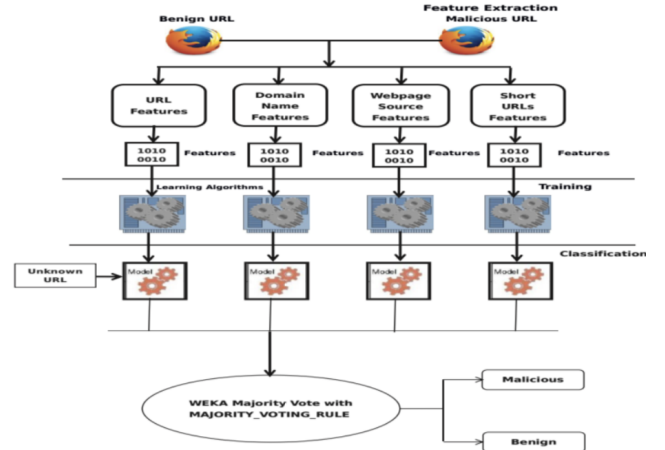 Feature Extraction
Benign URL
Malicious URL
URL
Features
Domain
Name
Features
Webpage
Source
Features
Short
URLs
Features
1010
0010
Features
1010
0010
Features
1010
0010
Features
1010
0010
Features
Learning Algorithms
Training
Classification
Unknown
URL
Model
Model
Model
Model
WEKA Majority Vote with
MAJORITY_VOTING_RULE
Malicious
Benign